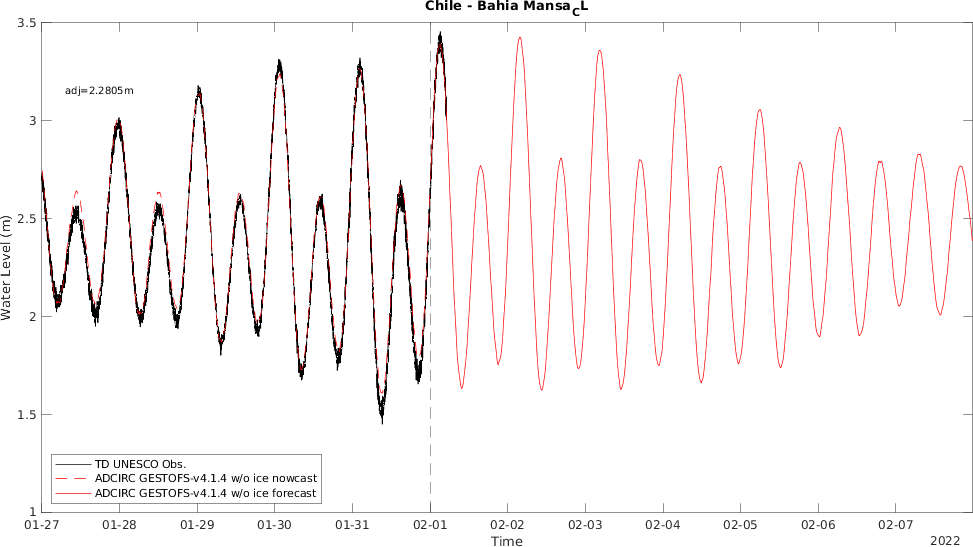 Chile - Bahia Mansa_CL
adj=2.2805m
3.5
3
2.5
2
1.5
1
Water Level (m)
TD UNESCO Obs.
ADCIRC GESTOFS-v4.1.4 w/o ice nowcast
ADCIRC GESTOFS-v4.1.4 w/o ice forecast
01-27 01-28 01-29 01-30 01-31 02-01 02-02 02-03 02-04 02-05 02-06 02-07
Time
2022